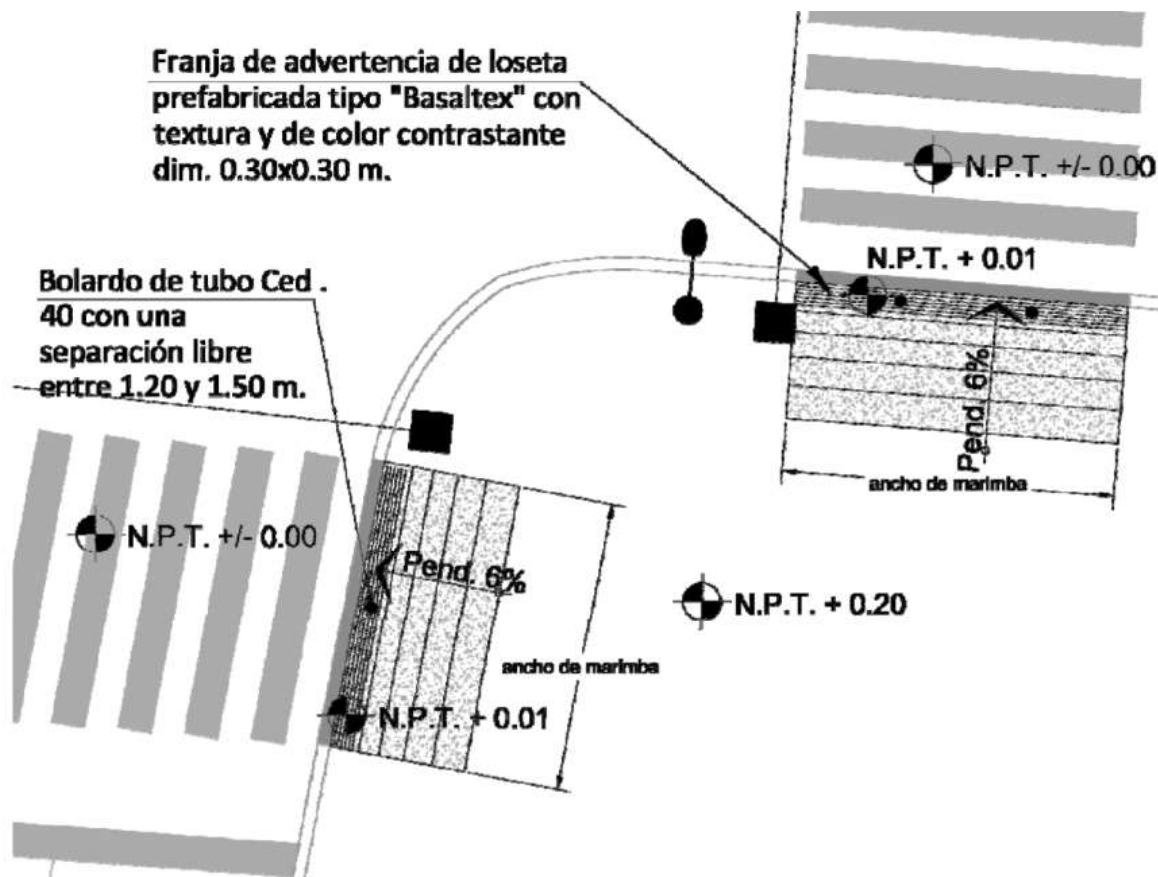 Franja de advertencia de loseta
prefabricada tipo "Basaltex" con
textura y de color contrastante
dim. 0.30x0.30 m.
N.P.T. +/- 0.00
N.P.T. + 0.01
Bolardo de tubo Ced .
40 con una
separación libre
entre 1.20 y 1.50 m.
Pend. 6%
ancho de marimba
N.P.T. +/- 0.00
Pend. 6%
N.P.T. + 0.20
ancho de marimba
N.P.T. + 0.01